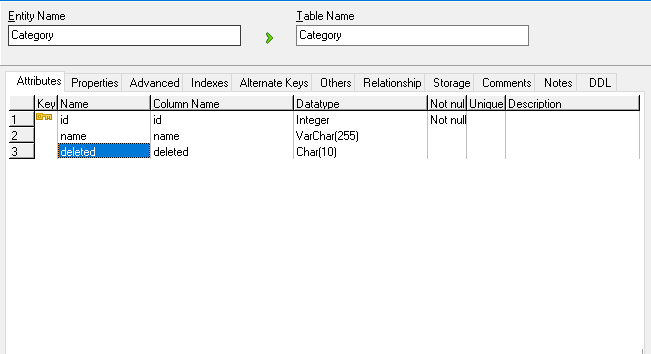 Entity Name Table Name
Category Category
Attributes Properties Advanced Indexes Alternate Keys Others Relationship Storage Comments Notes DDL
Key Name Column Name Datatype Not nul Unique Description
1 id id Integer Not null
2 name name VarChar(255)
3 deleted deleted Char(10)